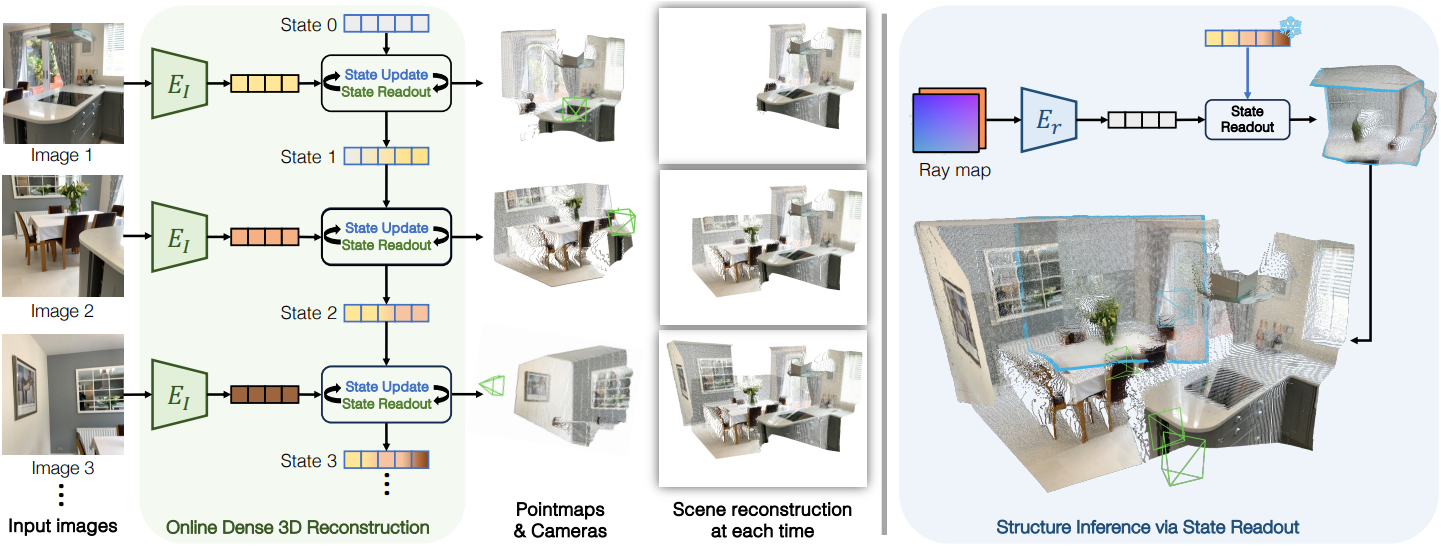 State 0
E_I
State Update
State Readout
Image 1
State 1
E_I
State Update
State Readout
Image 2
State 2
E_I
State Update
State Readout
Image 3
State 3
Input images
Online Dense 3D Reconstruction
Pointmaps
& Cameras
Scene reconstruction
at each time
Ray map
E_r
State
Readout
Structure Inference via State Readout